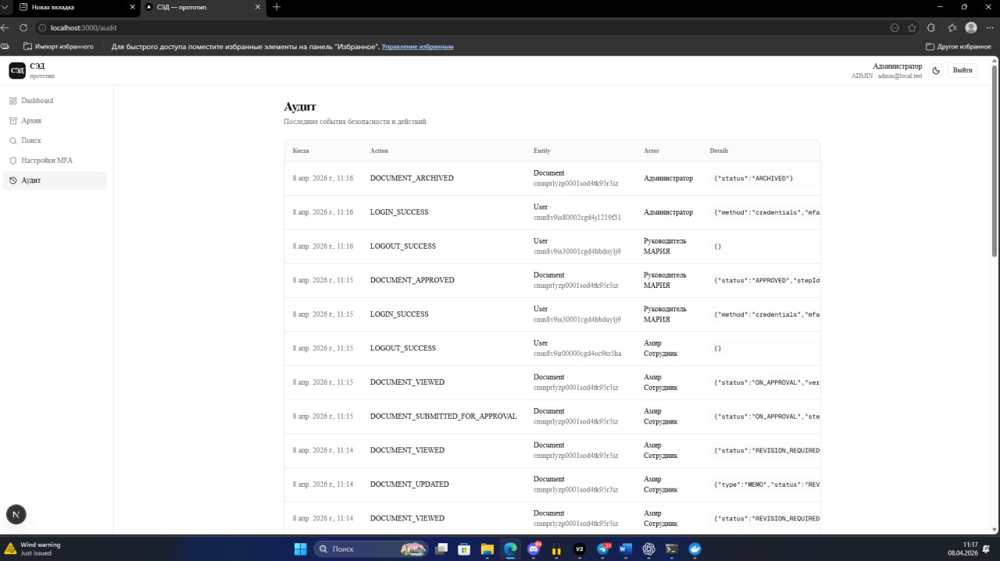 Новая вкладка
СЭД — прототип
localhost:3000/audit
Импорт избранного
Для быстрого доступа поместите избранные элементы на панель "Избранное". Управление избранным
Другое избранное
СЭД
СЭД
прототип
Администратор
ADMIN · admin@local.test
Выйти
Dashboard
Архив
Поиск
Настройки MFA
Аудит
Аудит
Последние события безопасности и действий.
Когда Action Entity Actor Details
8 апр. 2026 г., 11:16 DOCUMENT_ARCHIVED Document · cmnprlyzp0001sod4tk95r3iz Администратор {"status":"ARCHIVED"}
8 апр. 2026 г., 11:16 LOGIN_SUCCESS User · cmn8v9is80002cgd4j1219f31 Администратор {"method":"credentials","mfa
8 апр. 2026 г., 11:16 LOGOUT_SUCCESS User · cmn8v9is30001cgd4hbduylj9 Руководитель МАРИЯ {}
8 апр. 2026 г., 11:15 DOCUMENT_APPROVED Document · cmnprlyzp0001sod4tk95r3iz Руководитель МАРИЯ {"status":"APPROVED","stepId
8 апр. 2026 г., 11:15 LOGIN_SUCCESS User · cmn8v9is30001cgd4hbduylj9 Руководитель МАРИЯ {"method":"credentials","mfa
8 апр. 2026 г., 11:15 LOGOUT_SUCCESS User · cmn8v9ir00000cgd4oc9to5ha Амир Сотрудник {}
8 апр. 2026 г., 11:15 DOCUMENT_VIEWED Document · cmnprlyzp0001sod4tk95r3iz Амир Сотрудник {"status":"ON_APPROVAL","ver
8 апр. 2026 г., 11:15 DOCUMENT_SUBMITTED_FOR_APPROVAL Document · cmnprlyzp0001sod4tk95r3iz Амир Сотрудник {"status":"ON_APPROVAL","ste
8 апр. 2026 г., 11:14 DOCUMENT_VIEWED Document · cmnprlyzp0001sod4tk95r3iz Амир Сотрудник {"status":"REVISION_REQUIRED
8 апр. 2026 г., 11:14 DOCUMENT_UPDATED Document · cmnprlyzp0001sod4tk95r3iz Амир Сотрудник {"type":"MEMO","status":"REV
8 апр. 2026 г., 11:14 DOCUMENT_VIEWED Document · cmnprlyzp0001sod4tk95r3iz Амир Сотрудник {"status":"REVISION_REQUIRED
N
Wind warning
Just issued
Поиск
V2
11:17
08.04.2026